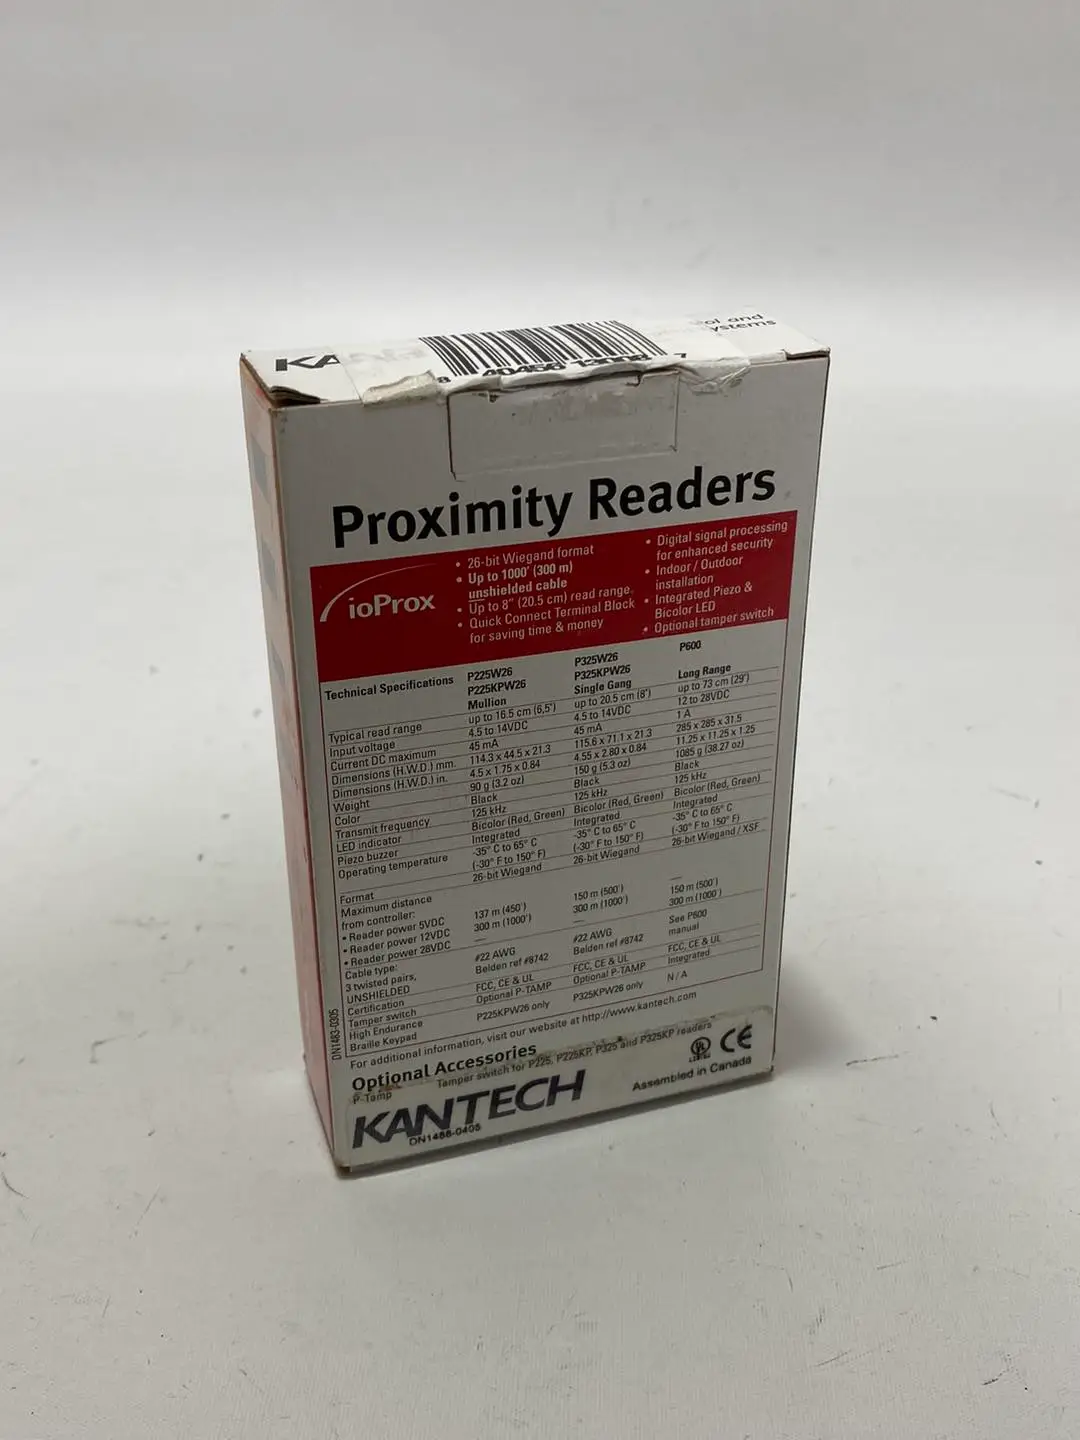 KA
8 40456 13008 7
ol and
ystems
Proximity Readers
ioProx
• 26-bit Wiegand format
• Up to 1000' (300 m)
unshielded cable
• Up to 8" (20.5 cm) read range
• Quick Connect Terminal Block
for saving time & money
• Digital signal processing
for enhanced security
• Indoor / Outdoor
installation
• Integrated Piezo &
Bicolor LED
• Optional tamper switch
Technical Specifications P225W26 P325W26 P600
P225KPW26 P325KPW26
Mullion Single Gang Long Range
Typical read range up to 16.5 cm (6,5") up to 20.5 cm (8") up to 73 cm (29")
Input voltage 4.5 to 14VDC 4.5 to 14VDC 12 to 28VDC
Current DC maximum 45 mA 45 mA 1 A
Dimensions (H.W.D.) mm. 114.3 x 44.5 x 21.3 115.6 x 71.1 x 21.3 285 x 285 x 31.5
Dimensions (H.W.D.) in. 4.5 x 1.75 x 0.84 4.55 x 2.80 x 0.84 11.25 x 11.25 x 1.25
Weight 90 g (3.2 oz) 150 g (5.3 oz) 1085 g (38.27 oz)
Color Black Black Black
Transmit frequency 125 kHz 125 kHz 125 kHz
LED indicator Bicolor (Red, Green) Bicolor (Red, Green) Bicolor (Red, Green)
Piezo buzzer Integrated Integrated Integrated
Operating temperature -35° C to 65° C -35° C to 65° C -35° C to 65° C
(-30° F to 150° F) (-30° F to 150° F) (-30° F to 150° F)
Format 26-bit Wiegand 26-bit Wiegand 26-bit Wiegand / XSF
Maximum distance
from controller:
• Reader power 5VDC 137 m (450') 150 m (500') —
• Reader power 12VDC 300 m (1000') 300 m (1000') 150 m (500')
• Reader power 28VDC — — 300 m (1000')
Cable type: #22 AWG #22 AWG See P600
3 twisted pairs, Belden ref #8742 Belden ref #8742 manual
UNSHIELDED
Certification FCC, CE & UL FCC, CE & UL FCC, CE & UL
Tamper switch Optional P-TAMP Optional P-TAMP Integrated
High Endurance P225KPW26 only P325KPW26 only N / A
Braille Keypad
For additional information, visit our website at http://www.kantech.com
DN1483-0305
Optional Accessories
P-Tamp Tamper switch for P225, P225KP, P325 and P325KP readers
KANTECH
DN1486-0405
UL
LISTED
CE
Assembled in Canada